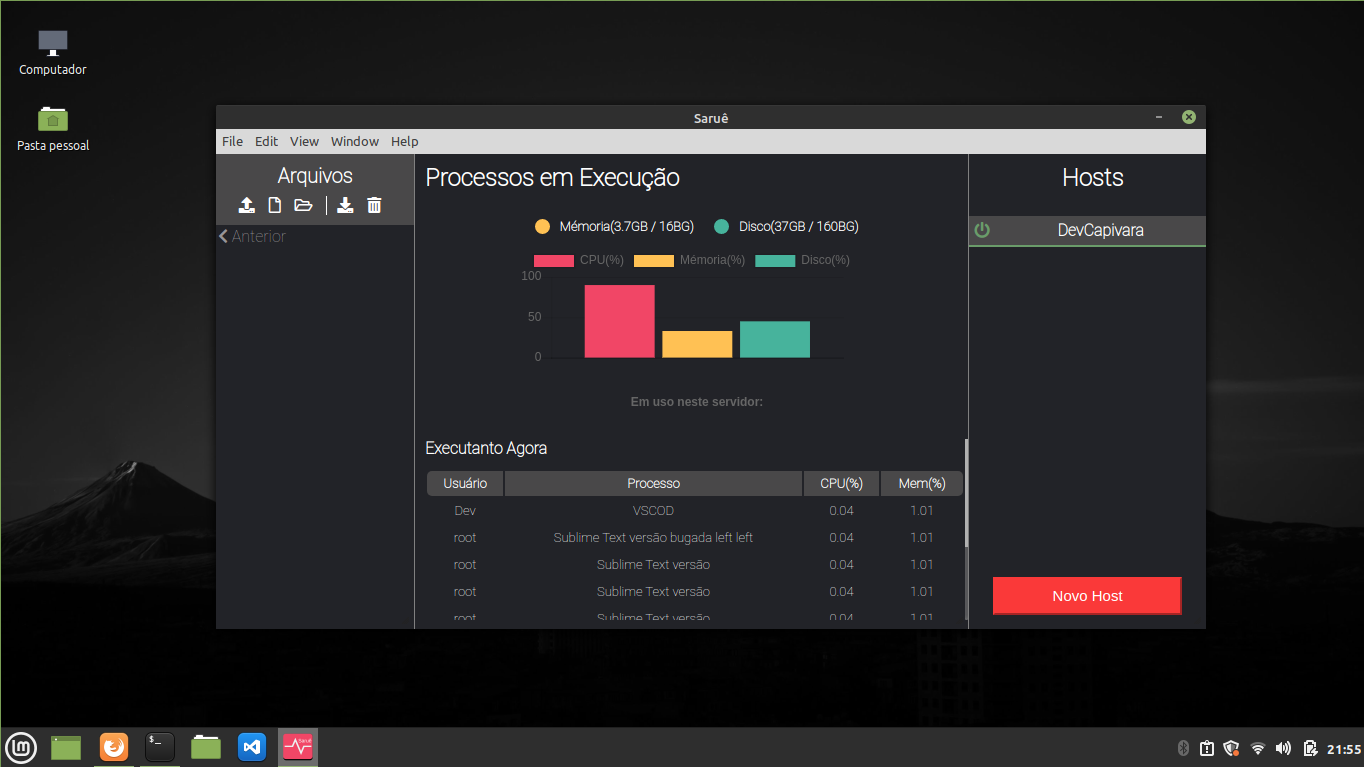 Computador
Pasta pessoal
Saruê
File Edit View Window Help
Arquivos
Anterior
Processos em Execução
Mémoria(3.7GB / 16BG) Disco(37GB / 160BG)
CPU(%) Mémoria(%) Disco(%)
100
50
0
Em uso neste servidor:
Executanto Agora
Usuário Processo CPU(%) Mem(%)
Dev VSCOD 0.04 1.01
root Sublime Text versão bugada left left 0.04 1.01
root Sublime Text versão 0.04 1.01
root Sublime Text versão 0.04 1.01
root Sublime Text versão 0.04 1.01
Hosts
DevCapivara
Novo Host
$_
Saruê
21:55